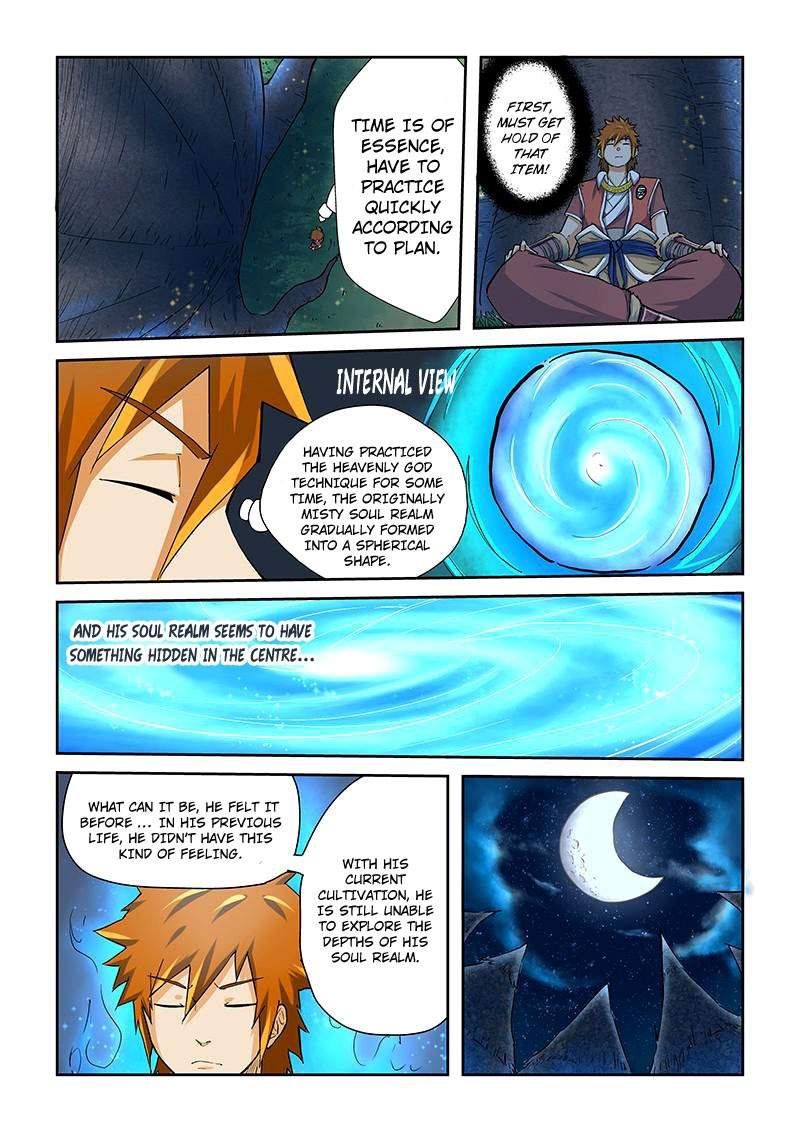 TIME IS OF
ESSENCE,
HAVE TO
PRACTICE
QUICKLY
ACCORDING
TO PLAN.
FIRST,
MUST GET
HOLD OF
THAT
ITEM!
INTERNAL VIEW
HAVING PRACTICED
THE HEAVENLY GOD
TECHNIQUE FOR SOME
TIME, THE ORIGINALLY
MISTY SOUL REALM
GRADUALLY FORMED
INTO A SPHERICAL
SHAPE.
AND HIS SOUL REALM SEEMS TO HAVE
SOMETHING HIDDEN IN THE CENTRE...
WHAT CAN IT BE, HE FELT IT
BEFORE ... IN HIS PREVIOUS
LIFE, HE DIDN'T HAVE THIS
KIND OF FEELING.
WITH HIS
CURRENT
CULTIVATION, HE
IS STILL UNABLE
TO EXPLORE THE
DEPTHS OF HIS
SOUL REALM.